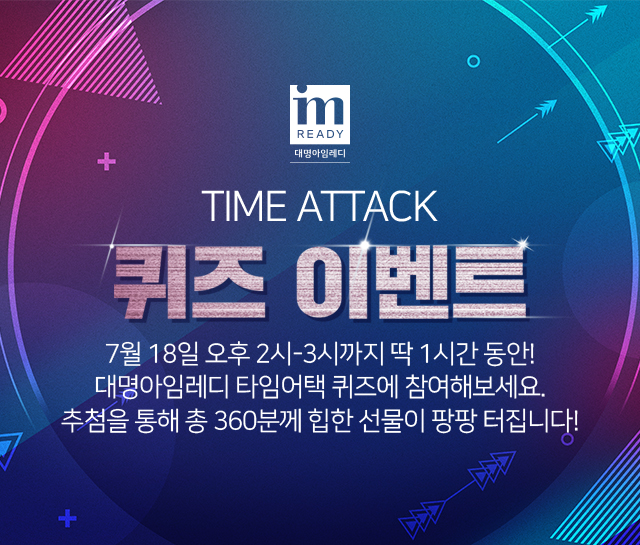 im
READY
대명아임레디
TIME ATTACK
퀴즈 이벤트
7월 18일 오후 2시-3시까지 딱 1시간 동안!
대명아임레디 타임어택 퀴즈에 참여해보세요.
추첨을 통해 총 360분께 힙한 선물이 팡팡 터집니다!